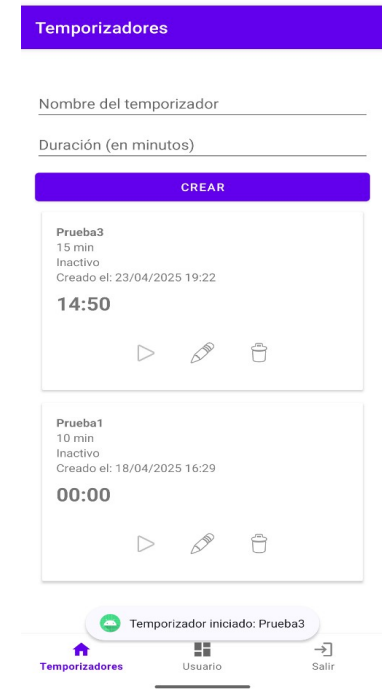 Temporizadores
Nombre del temporizador
Duración (en minutos)
CREAR
Prueba3
15 min
Inactivo
Creado el: 23/04/2025 19:22
14:50
Prueba1
10 min
Inactivo
Creado el: 18/04/2025 16:29
00:00
Temporizador iniciado: Prueba3
Temporizadores
Usuario
Salir